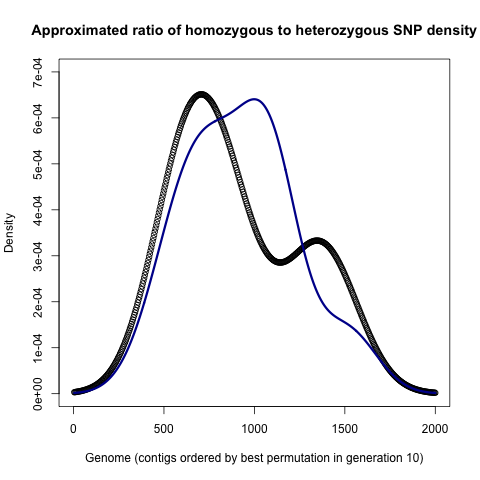 Approximated ratio of homozygous to heterozygous SNP density
7e-04
6e-04
5e-04
4e-04
3e-04
2e-04
1e-04
0e+00
Density
0 500 1000 1500 2000
Genome (contigs ordered by best permutation in generation 10)